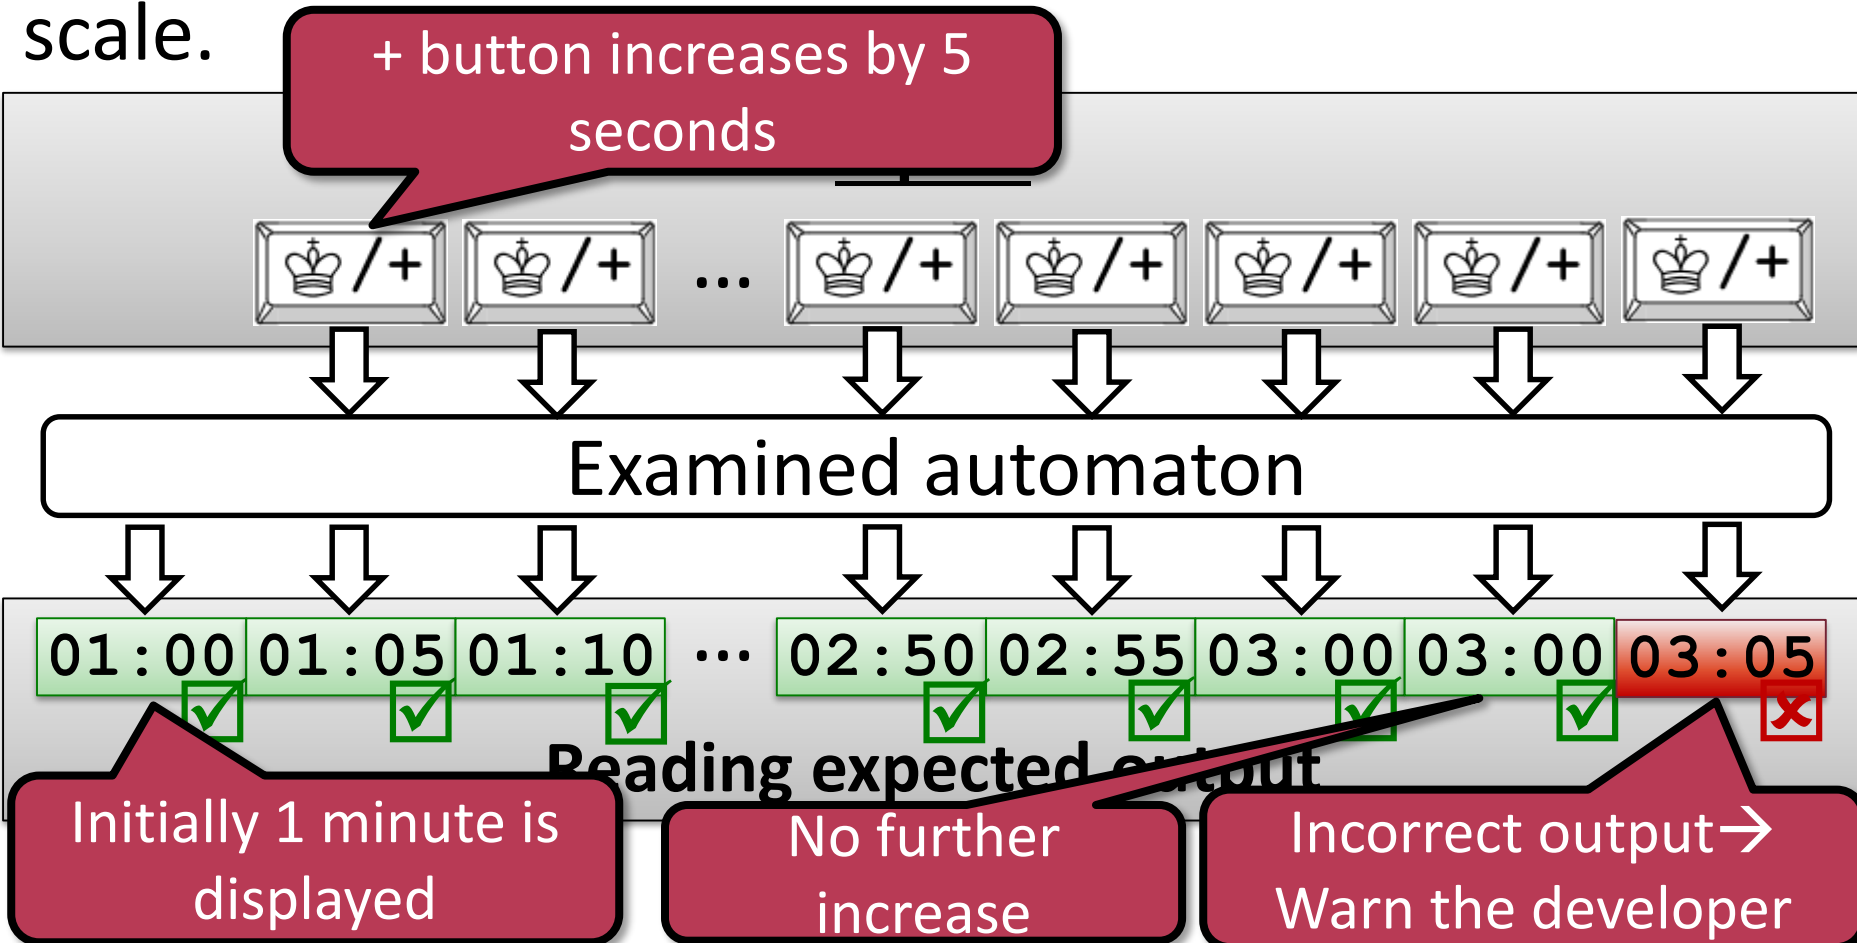 scale.
+ button increases by 5
seconds
/+ /+ ... /+ /+ /+ /+ /+
Examined automaton
01:00 01:05 01:10 ... 02:50 02:55 03:00 03:00 03:05
Reading expected output
Initially 1 minute is
displayed
No further
increase
Incorrect output→
Warn the developer